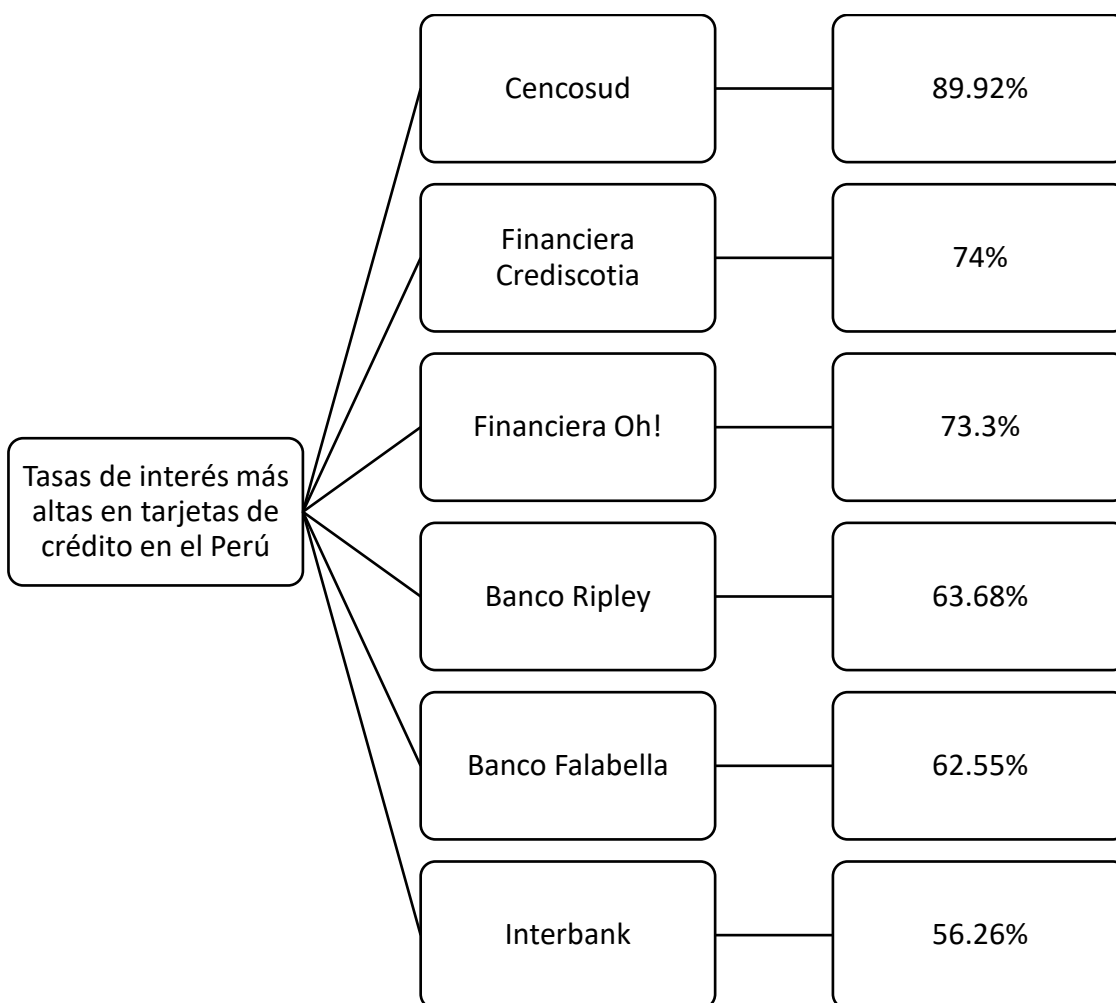 Tasas de interés más
altas en tarjetas de
crédito en el Perú
Cencosud
89.92%
Financiera
Crediscotia
74%
Financiera Oh!
73.3%
Banco Ripley
63.68%
Banco Falabella
62.55%
Interbank
56.26%